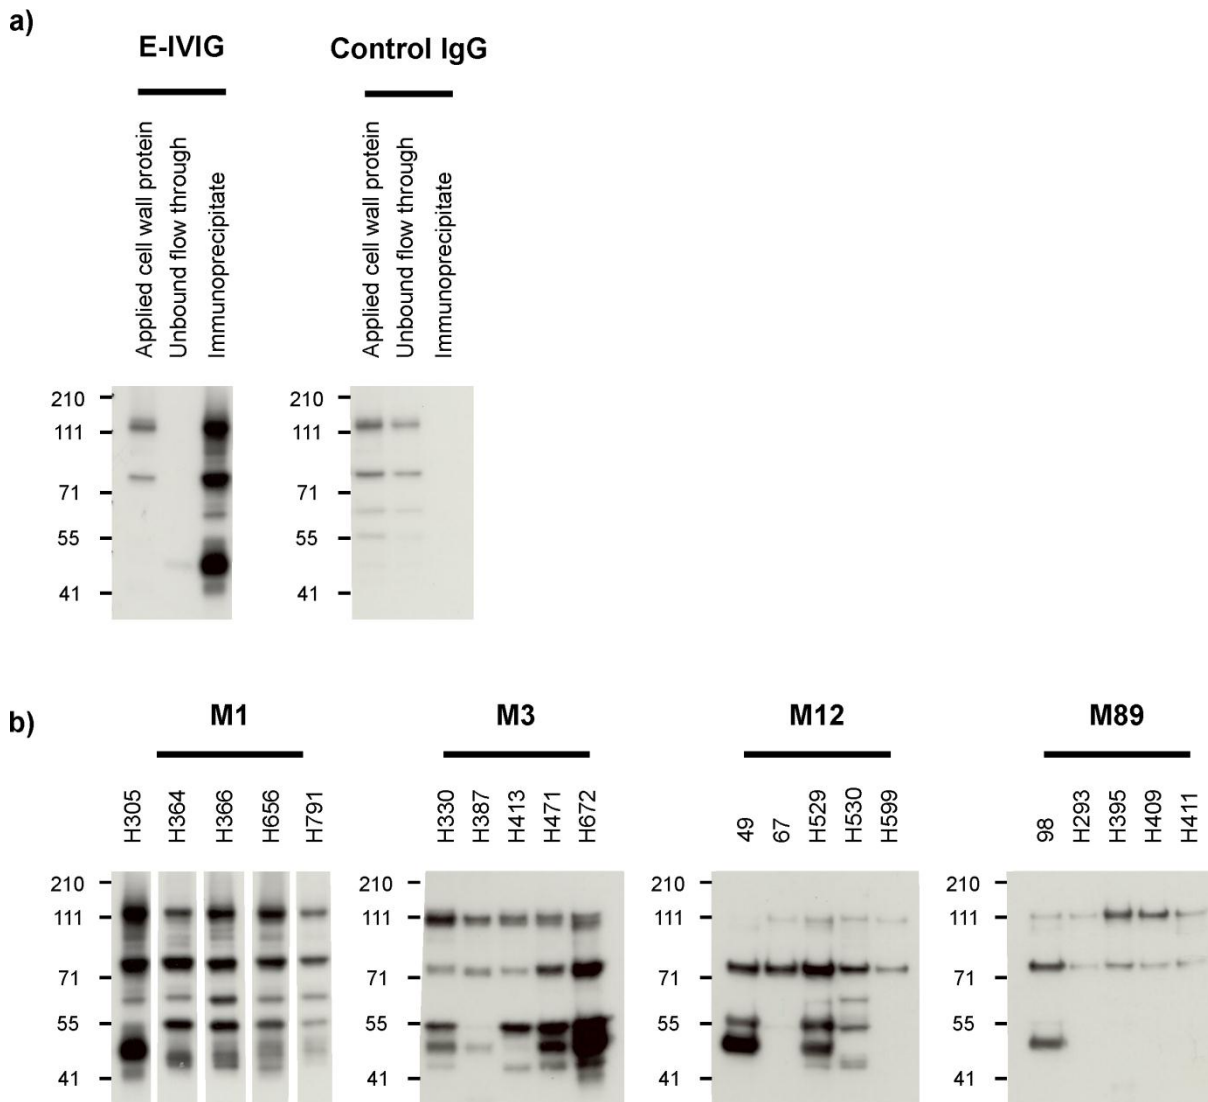 a)
E-IVIG
Control IgG
Applied cell wall protein
Unbound flow through
Immunoprecipitate
Applied cell wall protein
Unbound flow through
Immunoprecipitate
210
111
71
55
41
210
111
71
55
41
b)
M1
M3
M12
M89
H305
H364
H366
H656
H791
H330
H387
H413
H471
H672
49
67
H529
H530
H599
98
H293
H395
H409
H411
210
111
71
55
41
210
111
71
55
41
210
111
71
55
41
210
111
71
55
41